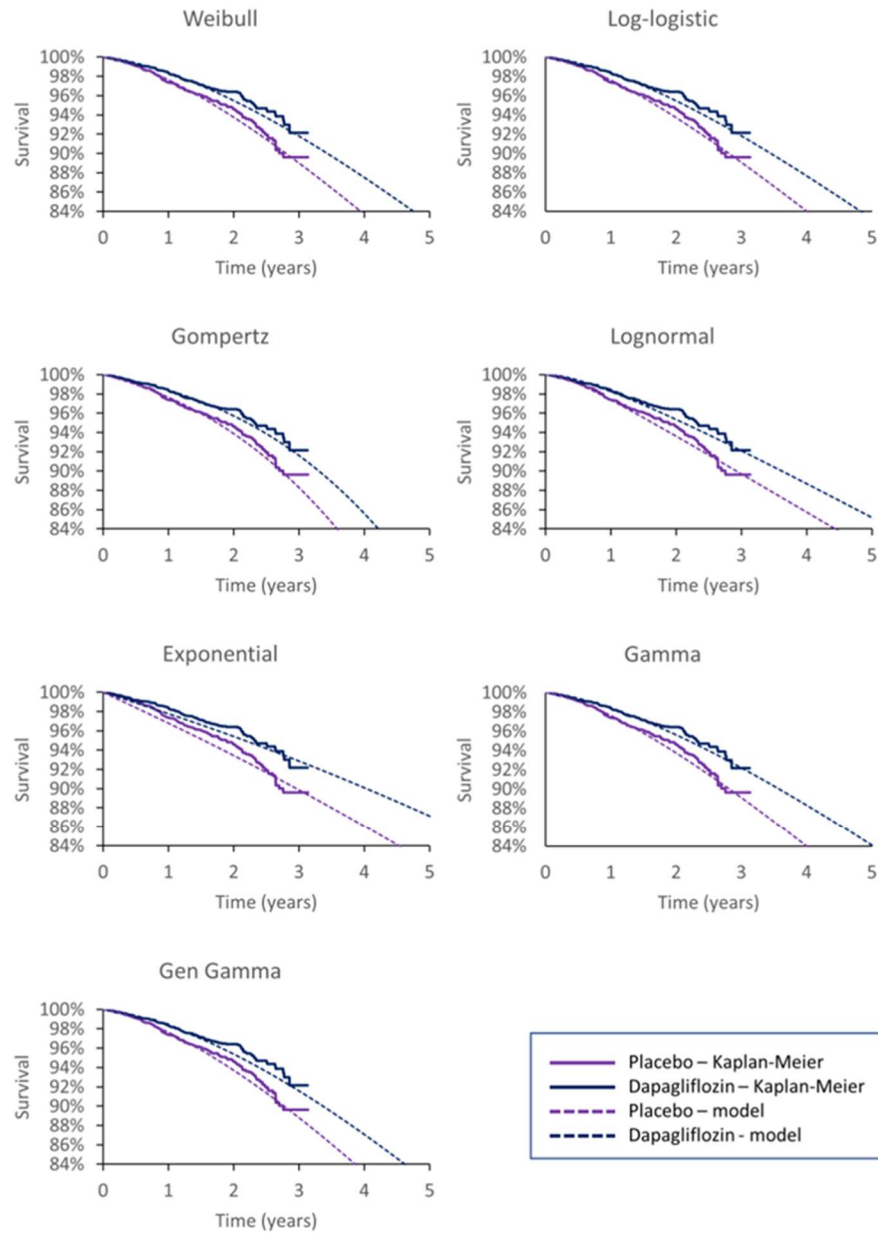 Weibull
100%
98%
96%
94%
92%
90%
88%
86%
84%
Survival
0 1 2 3 4 5
Time (years)
Log-logistic
100%
98%
96%
94%
92%
90%
88%
86%
84%
Survival
0 1 2 3 4 5
Time (years)
Gompertz
100%
98%
96%
94%
92%
90%
88%
86%
84%
Survival
0 1 2 3 4 5
Time (years)
Lognormal
100%
98%
96%
94%
92%
90%
88%
86%
84%
Survival
0 1 2 3 4 5
Time (years)
Exponential
100%
98%
96%
94%
92%
90%
88%
86%
84%
Survival
0 1 2 3 4 5
Time (years)
Gamma
100%
98%
96%
94%
92%
90%
88%
86%
84%
Survival
0 1 2 3 4 5
Time (years)
Gen Gamma
100%
98%
96%
94%
92%
90%
88%
86%
84%
Survival
0 1 2 3 4 5
Time (years)
Placebo – Kaplan-Meier
Dapagliflozin – Kaplan-Meier
Placebo – model
Dapagliflozin - model